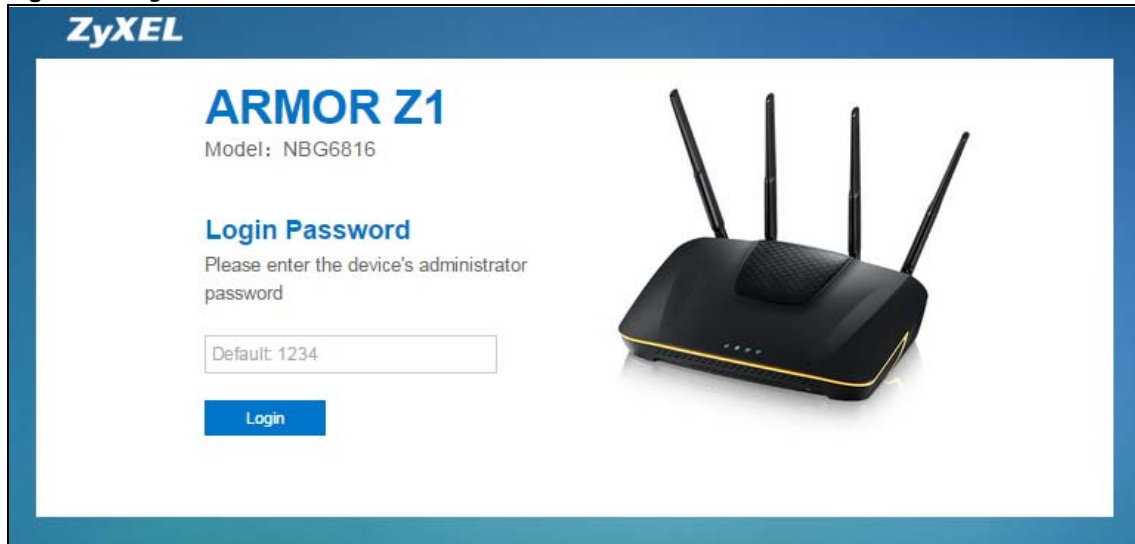 ZyXEL
ARMOR Z1
Model: NBG6816
Login Password
Please enter the device's administrator
password
Default: 1234
Login